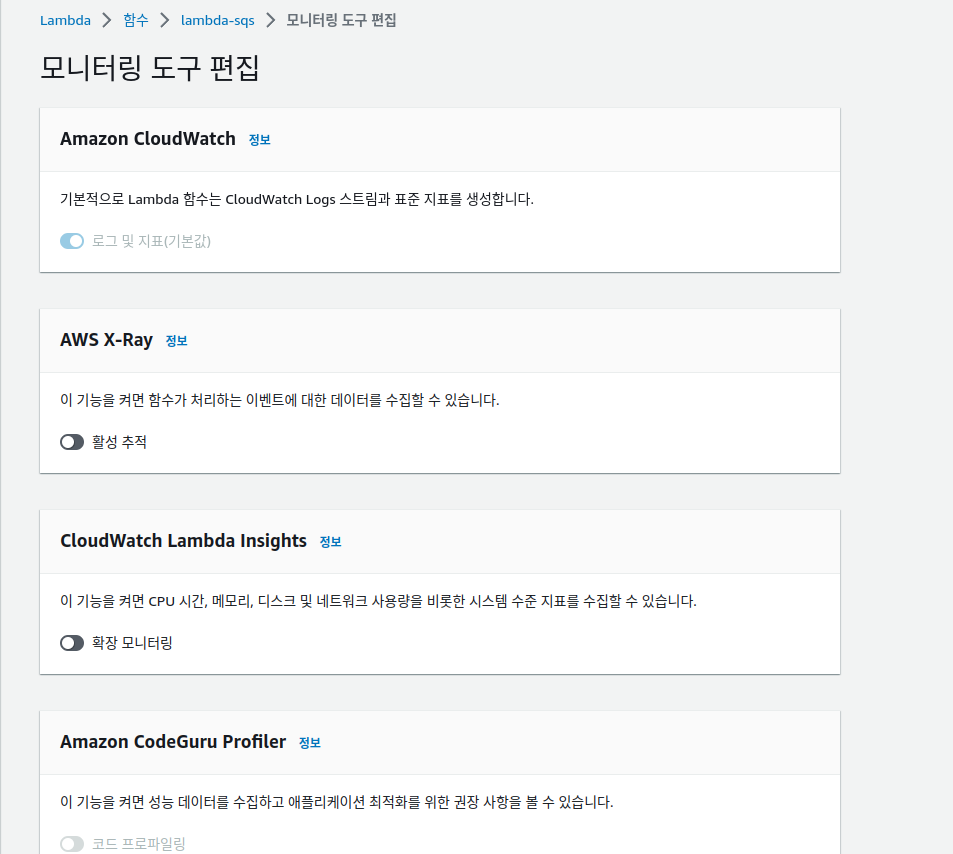 Lambda > 함수 > lambda-sqs > 모니터링 도구 편집
모니터링 도구 편집
Amazon CloudWatch 정보
기본적으로 Lambda 함수는 CloudWatch Logs 스트림과 표준 지표를 생성합니다.
로그 및 지표(기본값)
AWS X-Ray 정보
이 기능을 켜면 함수가 처리하는 이벤트에 대한 데이터를 수집할 수 있습니다.
활성 추적
CloudWatch Lambda Insights 정보
이 기능을 켜면 CPU 시간, 메모리, 디스크 및 네트워크 사용량을 비롯한 시스템 수준 지표를 수집할 수 있습니다.
확장 모니터링
Amazon CodeGuru Profiler 정보
이 기능을 켜면 성능 데이터를 수집하고 애플리케이션 최적화를 위한 권장 사항을 볼 수 있습니다.
코드 프로파일링